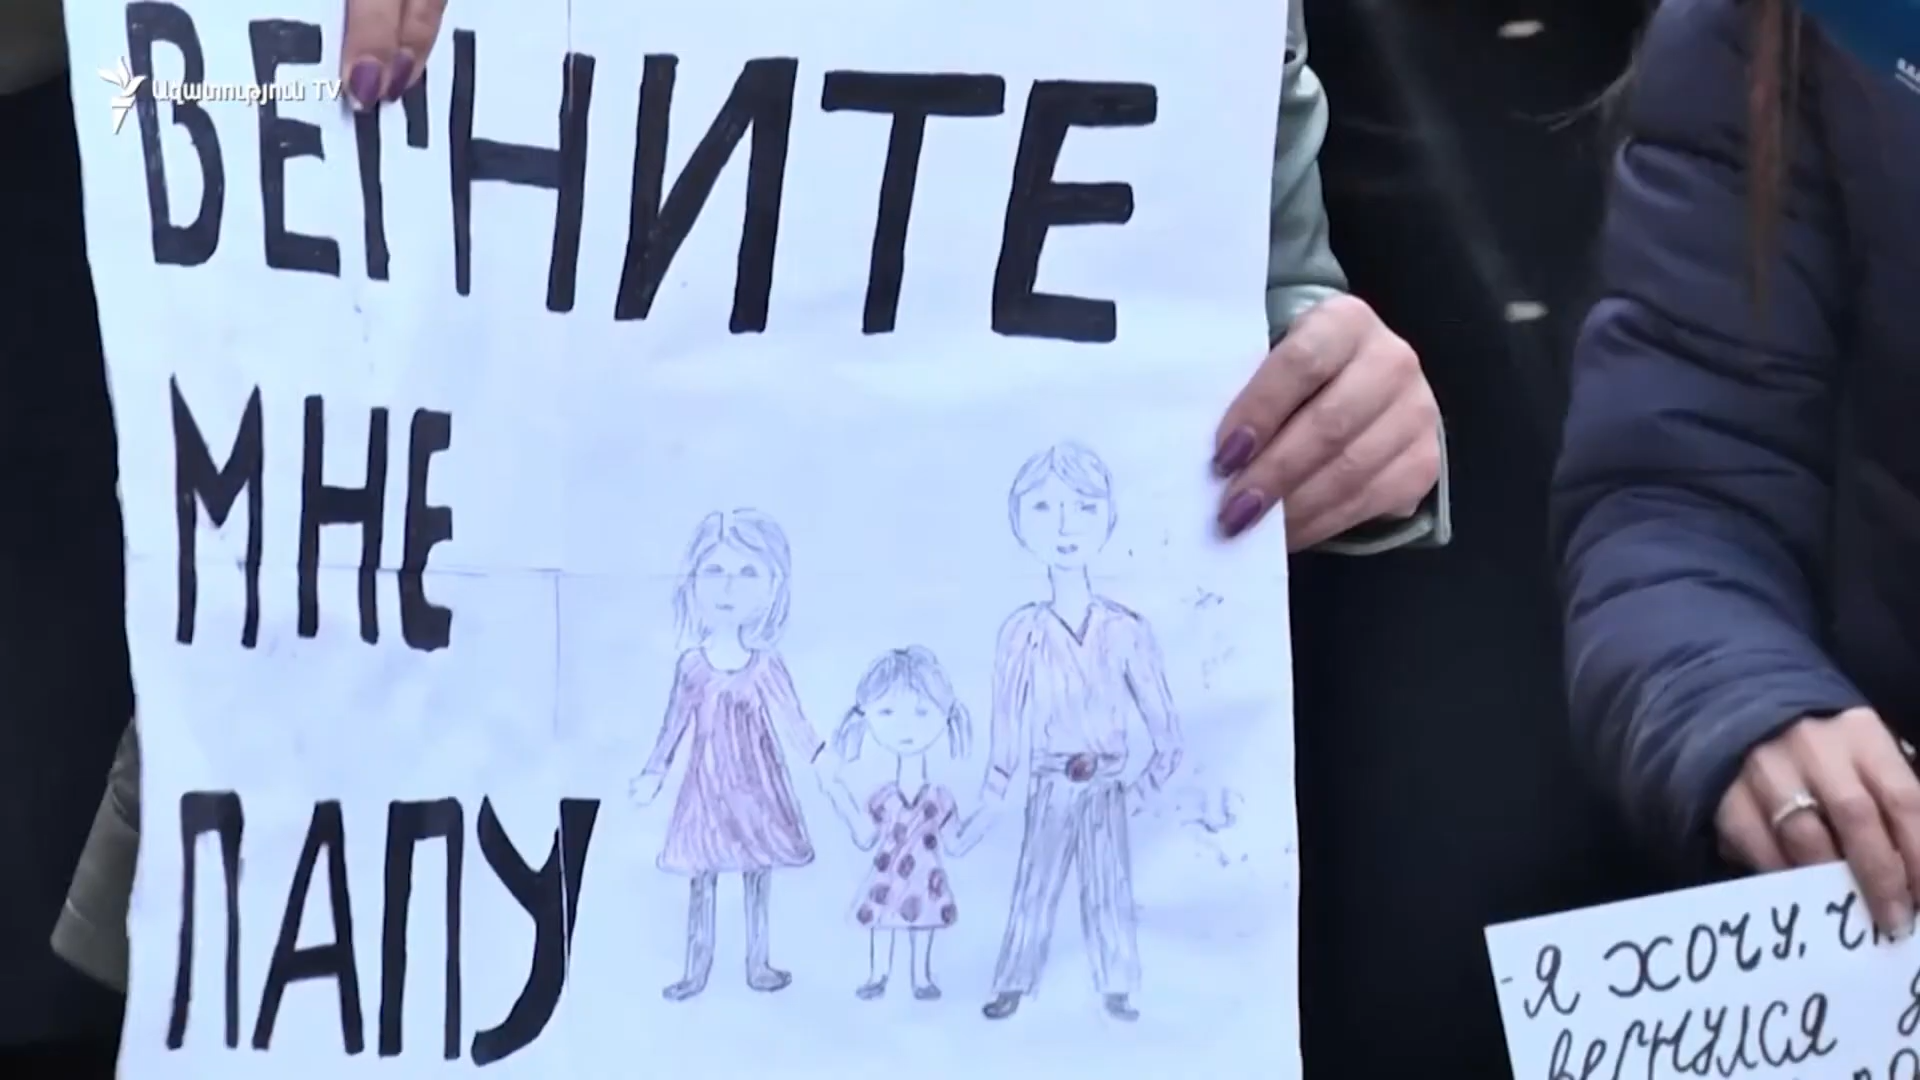 Ազատություն TV
ВЕРНИТЕ
МНЕ
ПАПУ
-Я ХОЧУ,
ВЕРНУЛСЯ